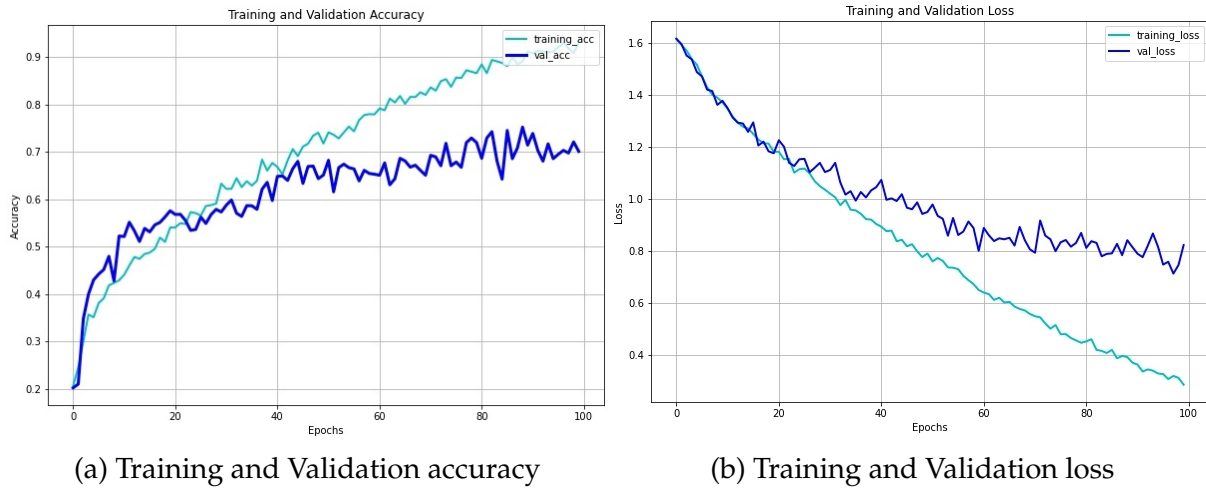 Training and Validation Accuracy
training_acc
val_acc
0.9
0.8
0.7
0.6
0.5
0.4
0.3
0.2
Accuracy
0
20
40
60
80
100
Epochs
(a) Training and Validation accuracy
Training and Validation Loss
training_loss
val_loss
1.6
1.4
1.2
1.0
0.8
0.6
0.4
Loss
0
20
40
60
80
100
Epochs
(b) Training and Validation loss